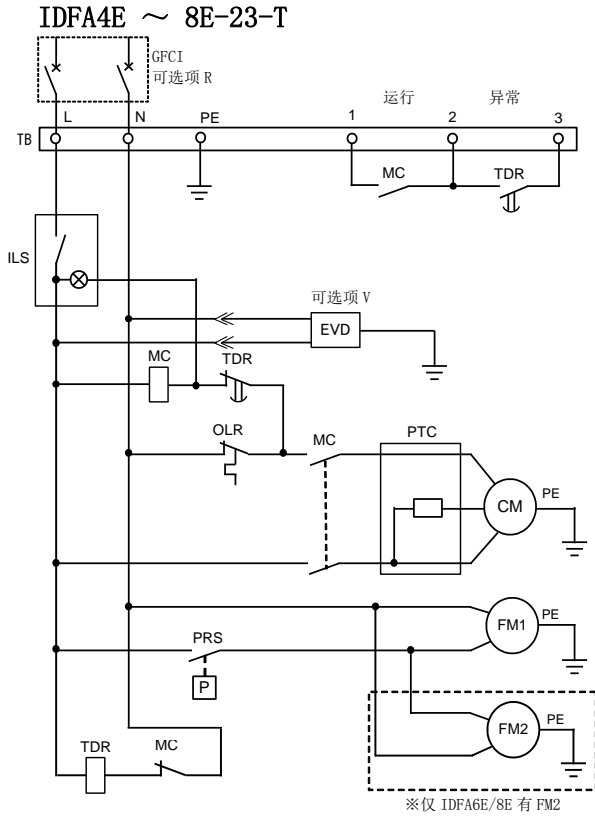 IDFA4E ～ 8E-23-T
GFCI
可选项 R
L
N
PE
1
运行
2
异常
3
TB
MC
TDR
ILS
可选项 V
EVD
MC
TDR
OLR
MC
PTC
CM
PE
PRS
P
FM1
PE
FM2
PE
TDR
MC
※仅 IDFA6E/8E 有 FM2